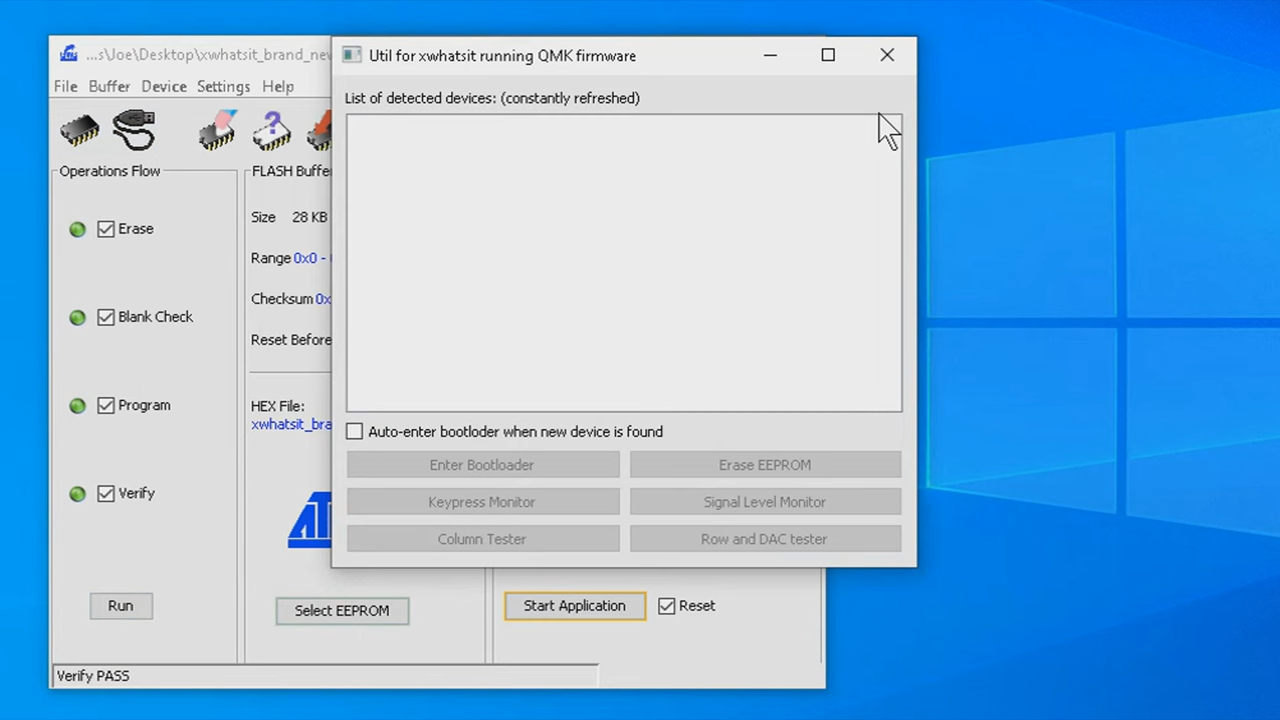 ...s\Joe\Desktop\xwhatsit_brand_new
File Buffer Device Settings Help
Operations Flow
Erase
Blank Check
Program
Verify
Run
FLASH Buffe
Size 28 KB
Range 0x0 -
Checksum 0x
Reset Before
HEX File:
xwhatsit_bra
Select EEPROM
Start Application
Reset
Verify PASS
Util for xwhatsit running QMK firmware
List of detected devices: (constantly refreshed)
Auto-enter bootloder when new device is found
Enter Bootloader
Erase EEPROM
Keypress Monitor
Signal Level Monitor
Column Tester
Row and DAC tester